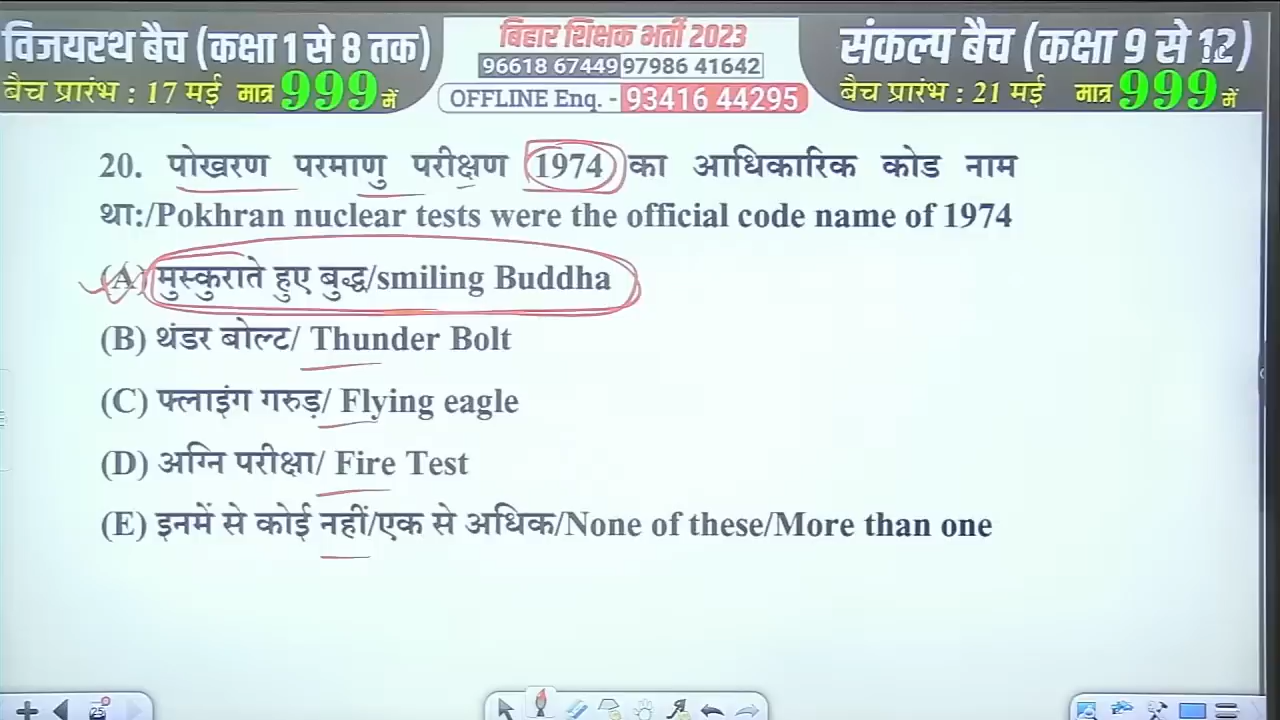 विजयरथ बैच (कक्षा 1 से 8 तक)
बैच प्रारंभ : 17 मई मात्र 999 में
बिहार शिक्षक भर्ती 2023
96618 67449 97986 41642
OFFLINE Enq. - 93416 44295
संकल्प बैच (कक्षा 9 से 12)
बैच प्रारंभ : 21 मई मात्र 999 में
20. पोखरण परमाणु परीक्षण 1974 का आधिकारिक कोड नाम
था:/Pokhran nuclear tests were the official code name of 1974
(A) मुस्कुराते हुए बुद्ध/smiling Buddha
(B) थंडर बोल्ट/ Thunder Bolt
(C) फ्लाइंग गरुड़/ Flying eagle
(D) अग्नि परीक्षा/ Fire Test
(E) इनमें से कोई नहीं/एक से अधिक/None of these/More than one
25